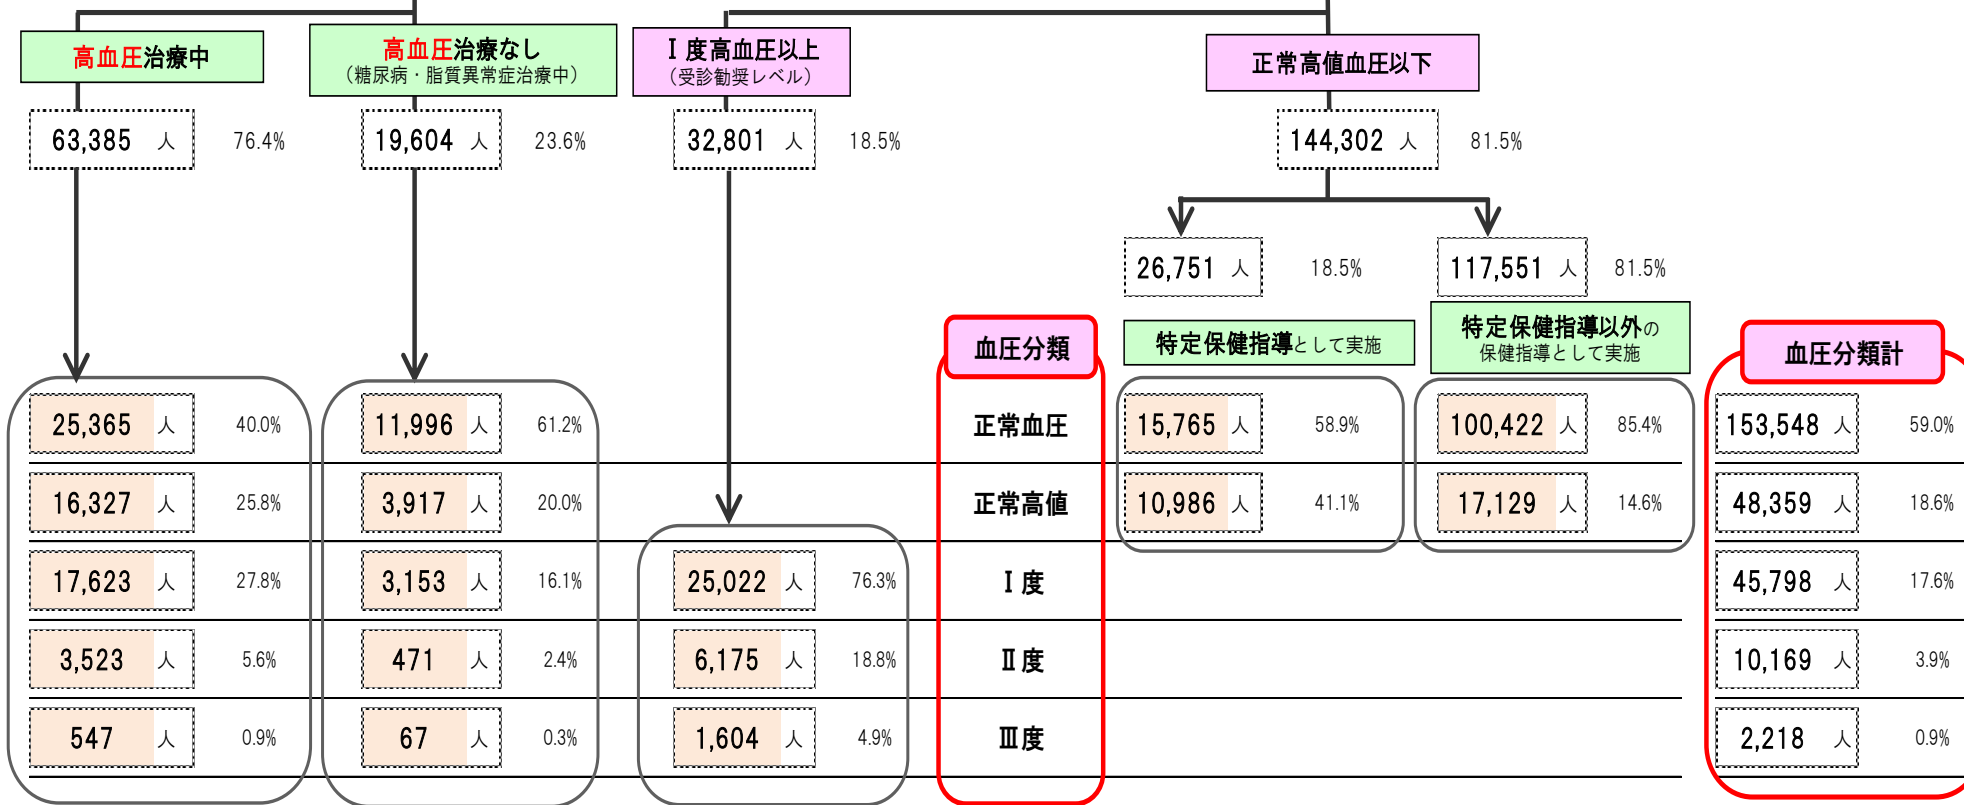 高血圧治療中
高血圧治療なし
（糖尿病・脂質異常症治療中）
Ⅰ度高血圧以上
（受診勧奨レベル）
正常高値血圧以下
63,385 人 76.4%
19,604 人 23.6%
32,801 人 18.5%
144,302 人 81.5%
26,751 人 18.5%
117,551 人 81.5%
血圧分類
特定保健指導として実施
特定保健指導以外の
保健指導として実施
血圧分類計
25,365 人 40.0% 11,996 人 61.2% 正常血圧 15,765 人 58.9% 100,422 人 85.4% 153,548 人 59.0%
16,327 人 25.8% 3,917 人 20.0% 正常高値 10,986 人 41.1% 17,129 人 14.6% 48,359 人 18.6%
17,623 人 27.8% 3,153 人 16.1% 25,022 人 76.3% Ⅰ度 45,798 人 17.6%
3,523 人 5.6% 471 人 2.4% 6,175 人 18.8% Ⅱ度 10,169 人 3.9%
547 人 0.9% 67 人 0.3% 1,604 人 4.9% Ⅲ度 2,218 人 0.9%